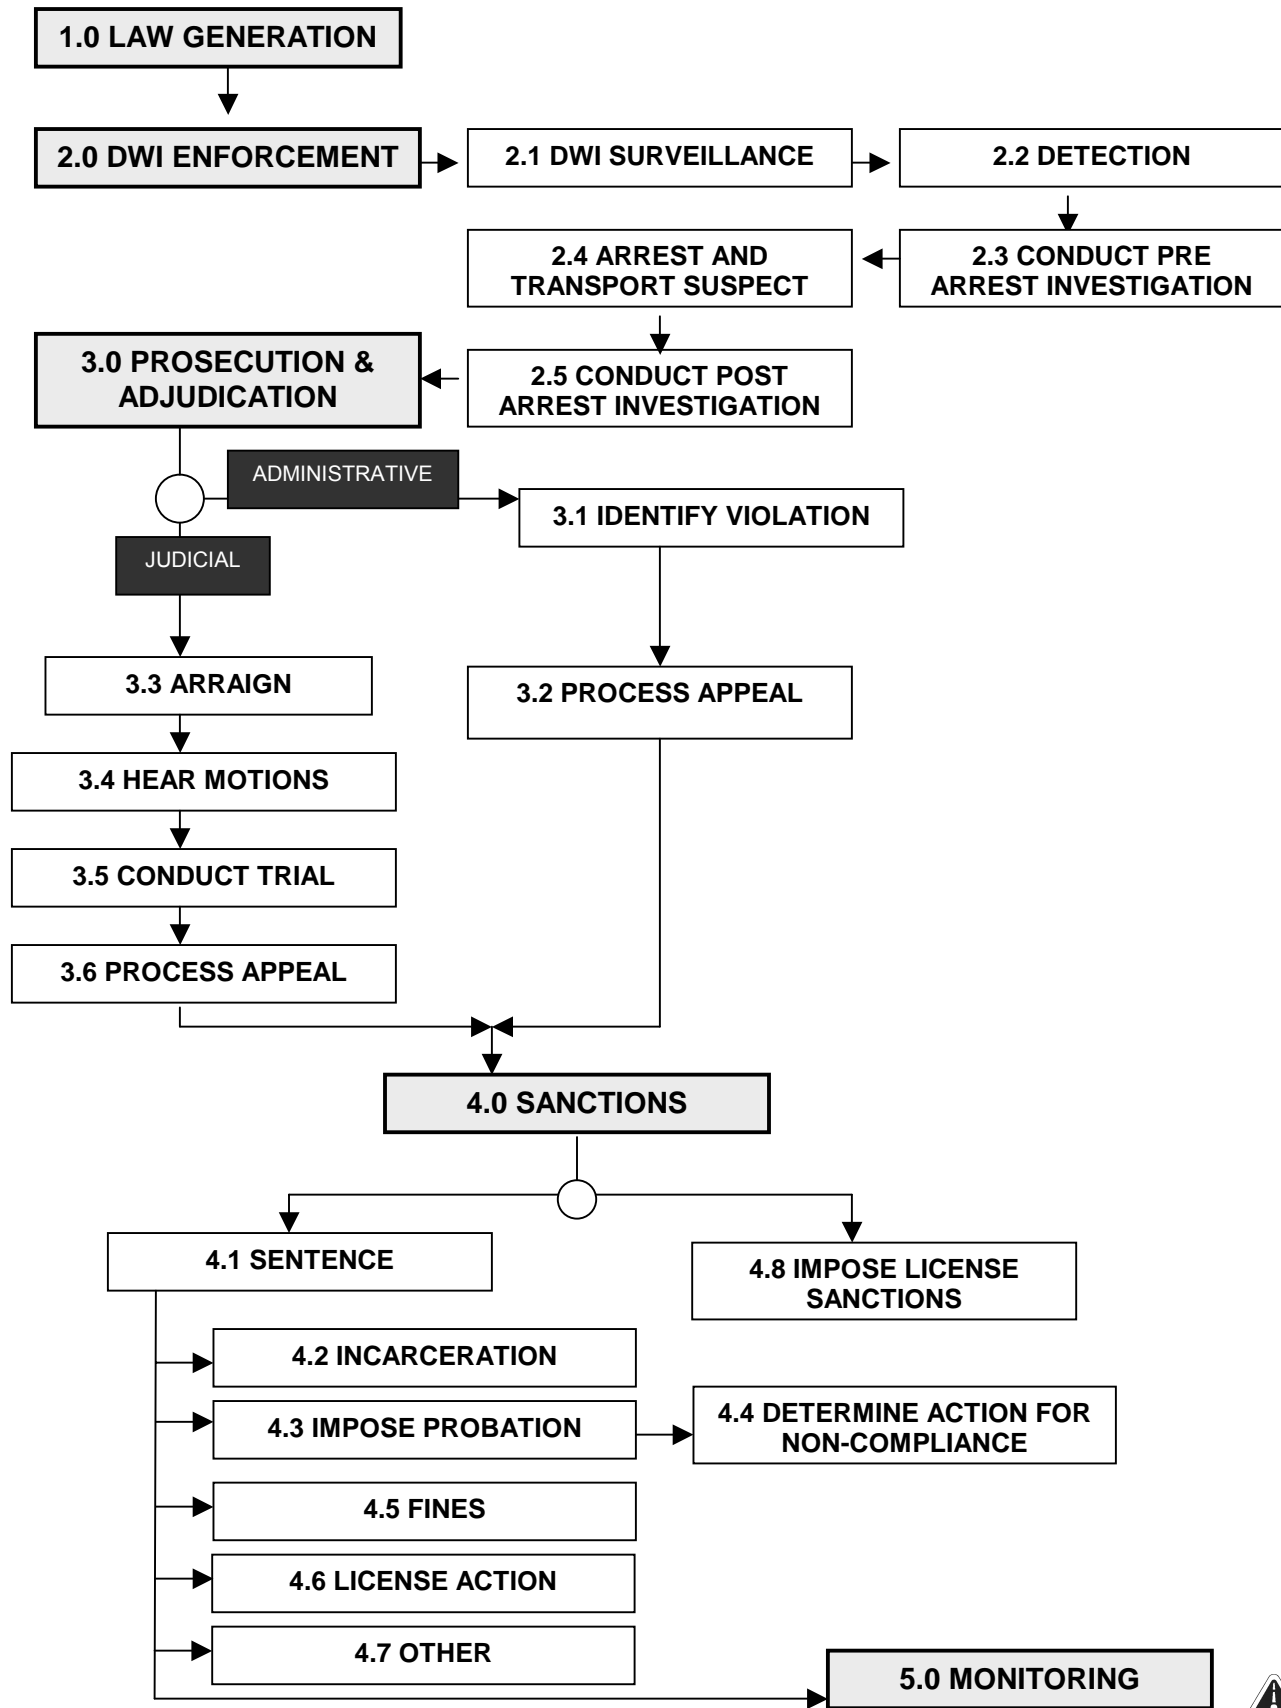 1.0 LAW GENERATION
2.0 DWI ENFORCEMENT
2.1 DWI SURVEILLANCE
2.2 DETECTION
2.3 CONDUCT PRE
ARREST INVESTIGATION
2.4 ARREST AND
TRANSPORT SUSPECT
2.5 CONDUCT POST
ARREST INVESTIGATION
3.0 PROSECUTION &
ADJUDICATION
ADMINISTRATIVE
3.1 IDENTIFY VIOLATION
3.2 PROCESS APPEAL
JUDICIAL
3.3 ARRAIGN
3.4 HEAR MOTIONS
3.5 CONDUCT TRIAL
3.6 PROCESS APPEAL
4.0 SANCTIONS
4.1 SENTENCE
4.8 IMPOSE LICENSE
SANCTIONS
4.2 INCARCERATION
4.3 IMPOSE PROBATION
4.4 DETERMINE ACTION FOR
NON-COMPLIANCE
4.5 FINES
4.6 LICENSE ACTION
4.7 OTHER
5.0 MONITORING